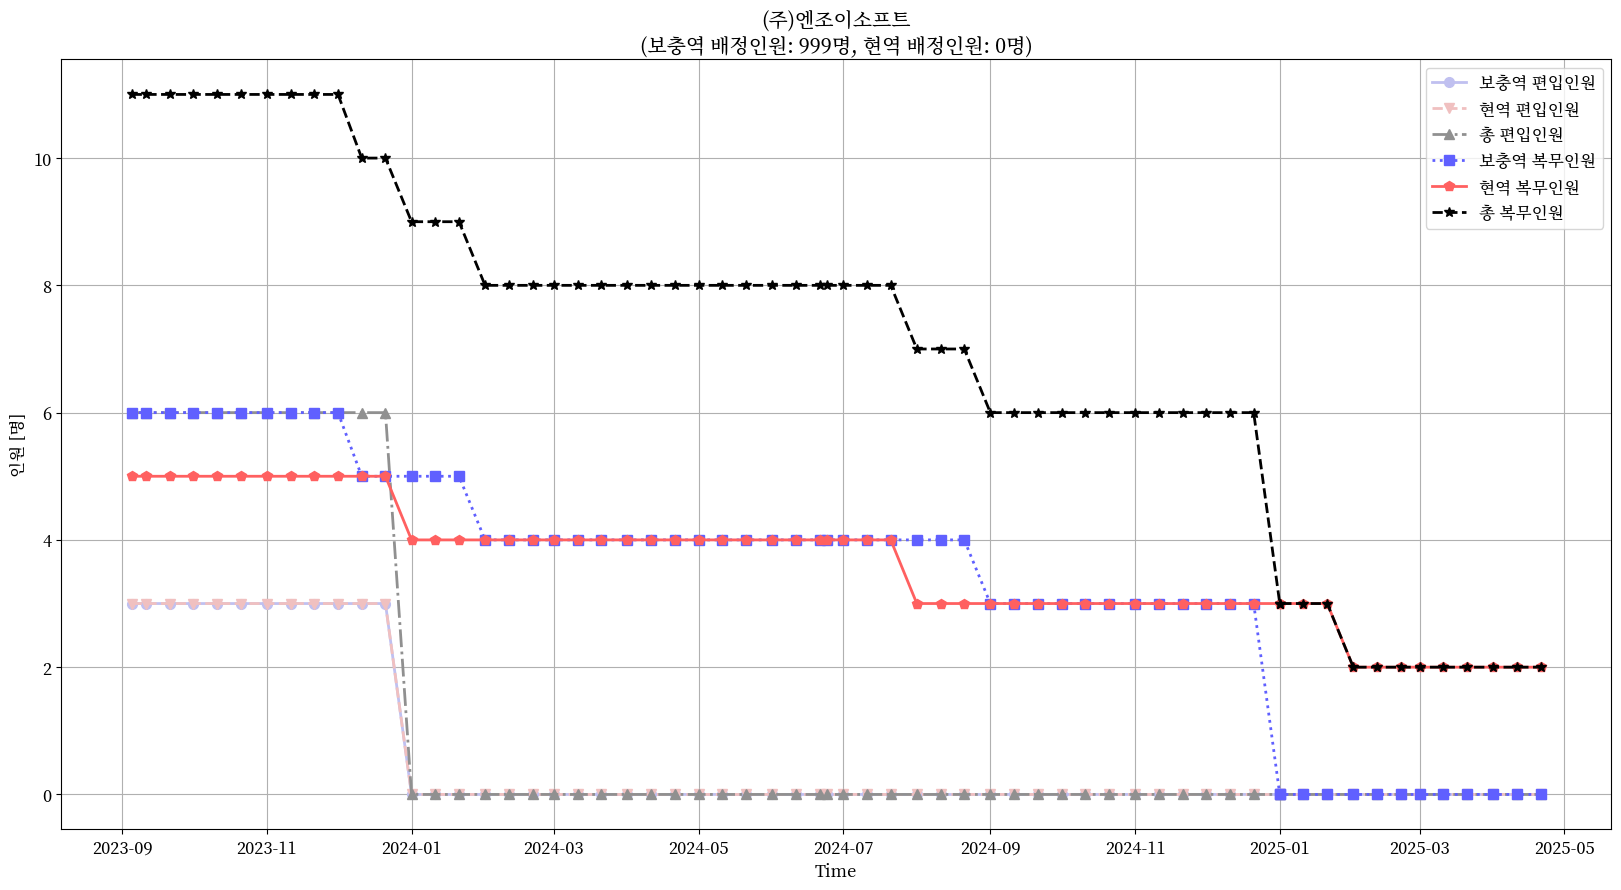 (주)엔조이소프트
(보충역 배정인원: 999명, 현역 배정인원: 0명)
보충역 편입인원
현역 편입인원
총 편입인원
보충역 복무인원
현역 복무인원
총 복무인원
인원 [명]
10
8
6
4
2
0
2023-09
2023-11
2024-01
2024-03
2024-05
2024-07
2024-09
2024-11
2025-01
2025-03
2025-05
Time